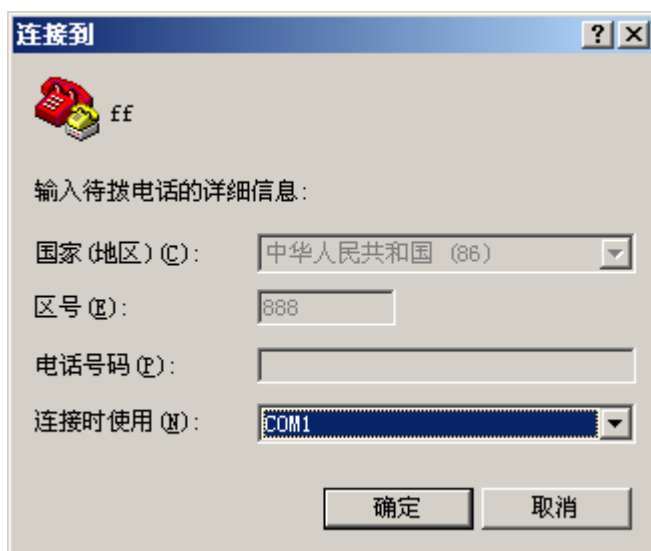 连接到
ff
输入待拨电话的详细信息:
国家(地区)(C): 中华人民共和国 (86)
区号(E): 888
电话号码(P):
连接时使用(N): COM1
确定 取消